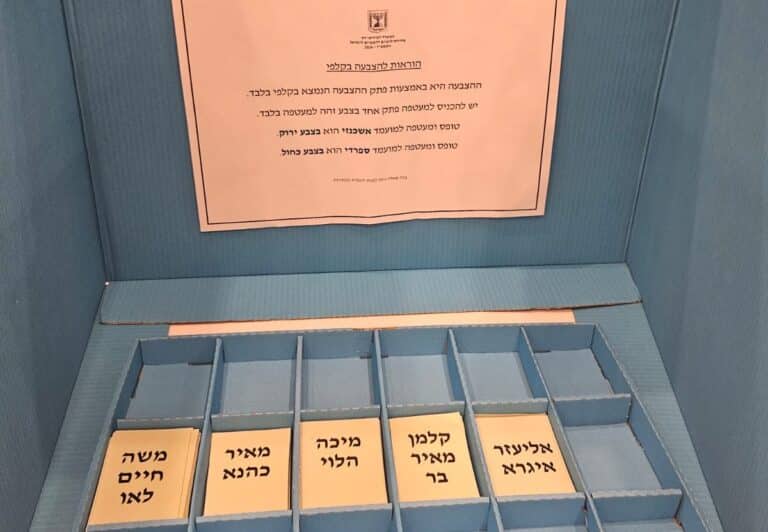 הוראות להצבעה בקלפי
ההצבעה היא באמצעות פתק ההצבעה הנמצא בקלפי בלבד.
יש להכניס למעטפה פתק אחד בצבע זהה למעטפה בלבד.
טופס ומעטפה למועמד אשכנזי הוא בצבע ירוק.
טופס ומעטפה למועמד ספרדי הוא בצבע כחול.
אליעזר
איגרא
קלמן
מאיר
בר
מיכה
הלוי
מאיר
כהנא
משה
חיים
לאו